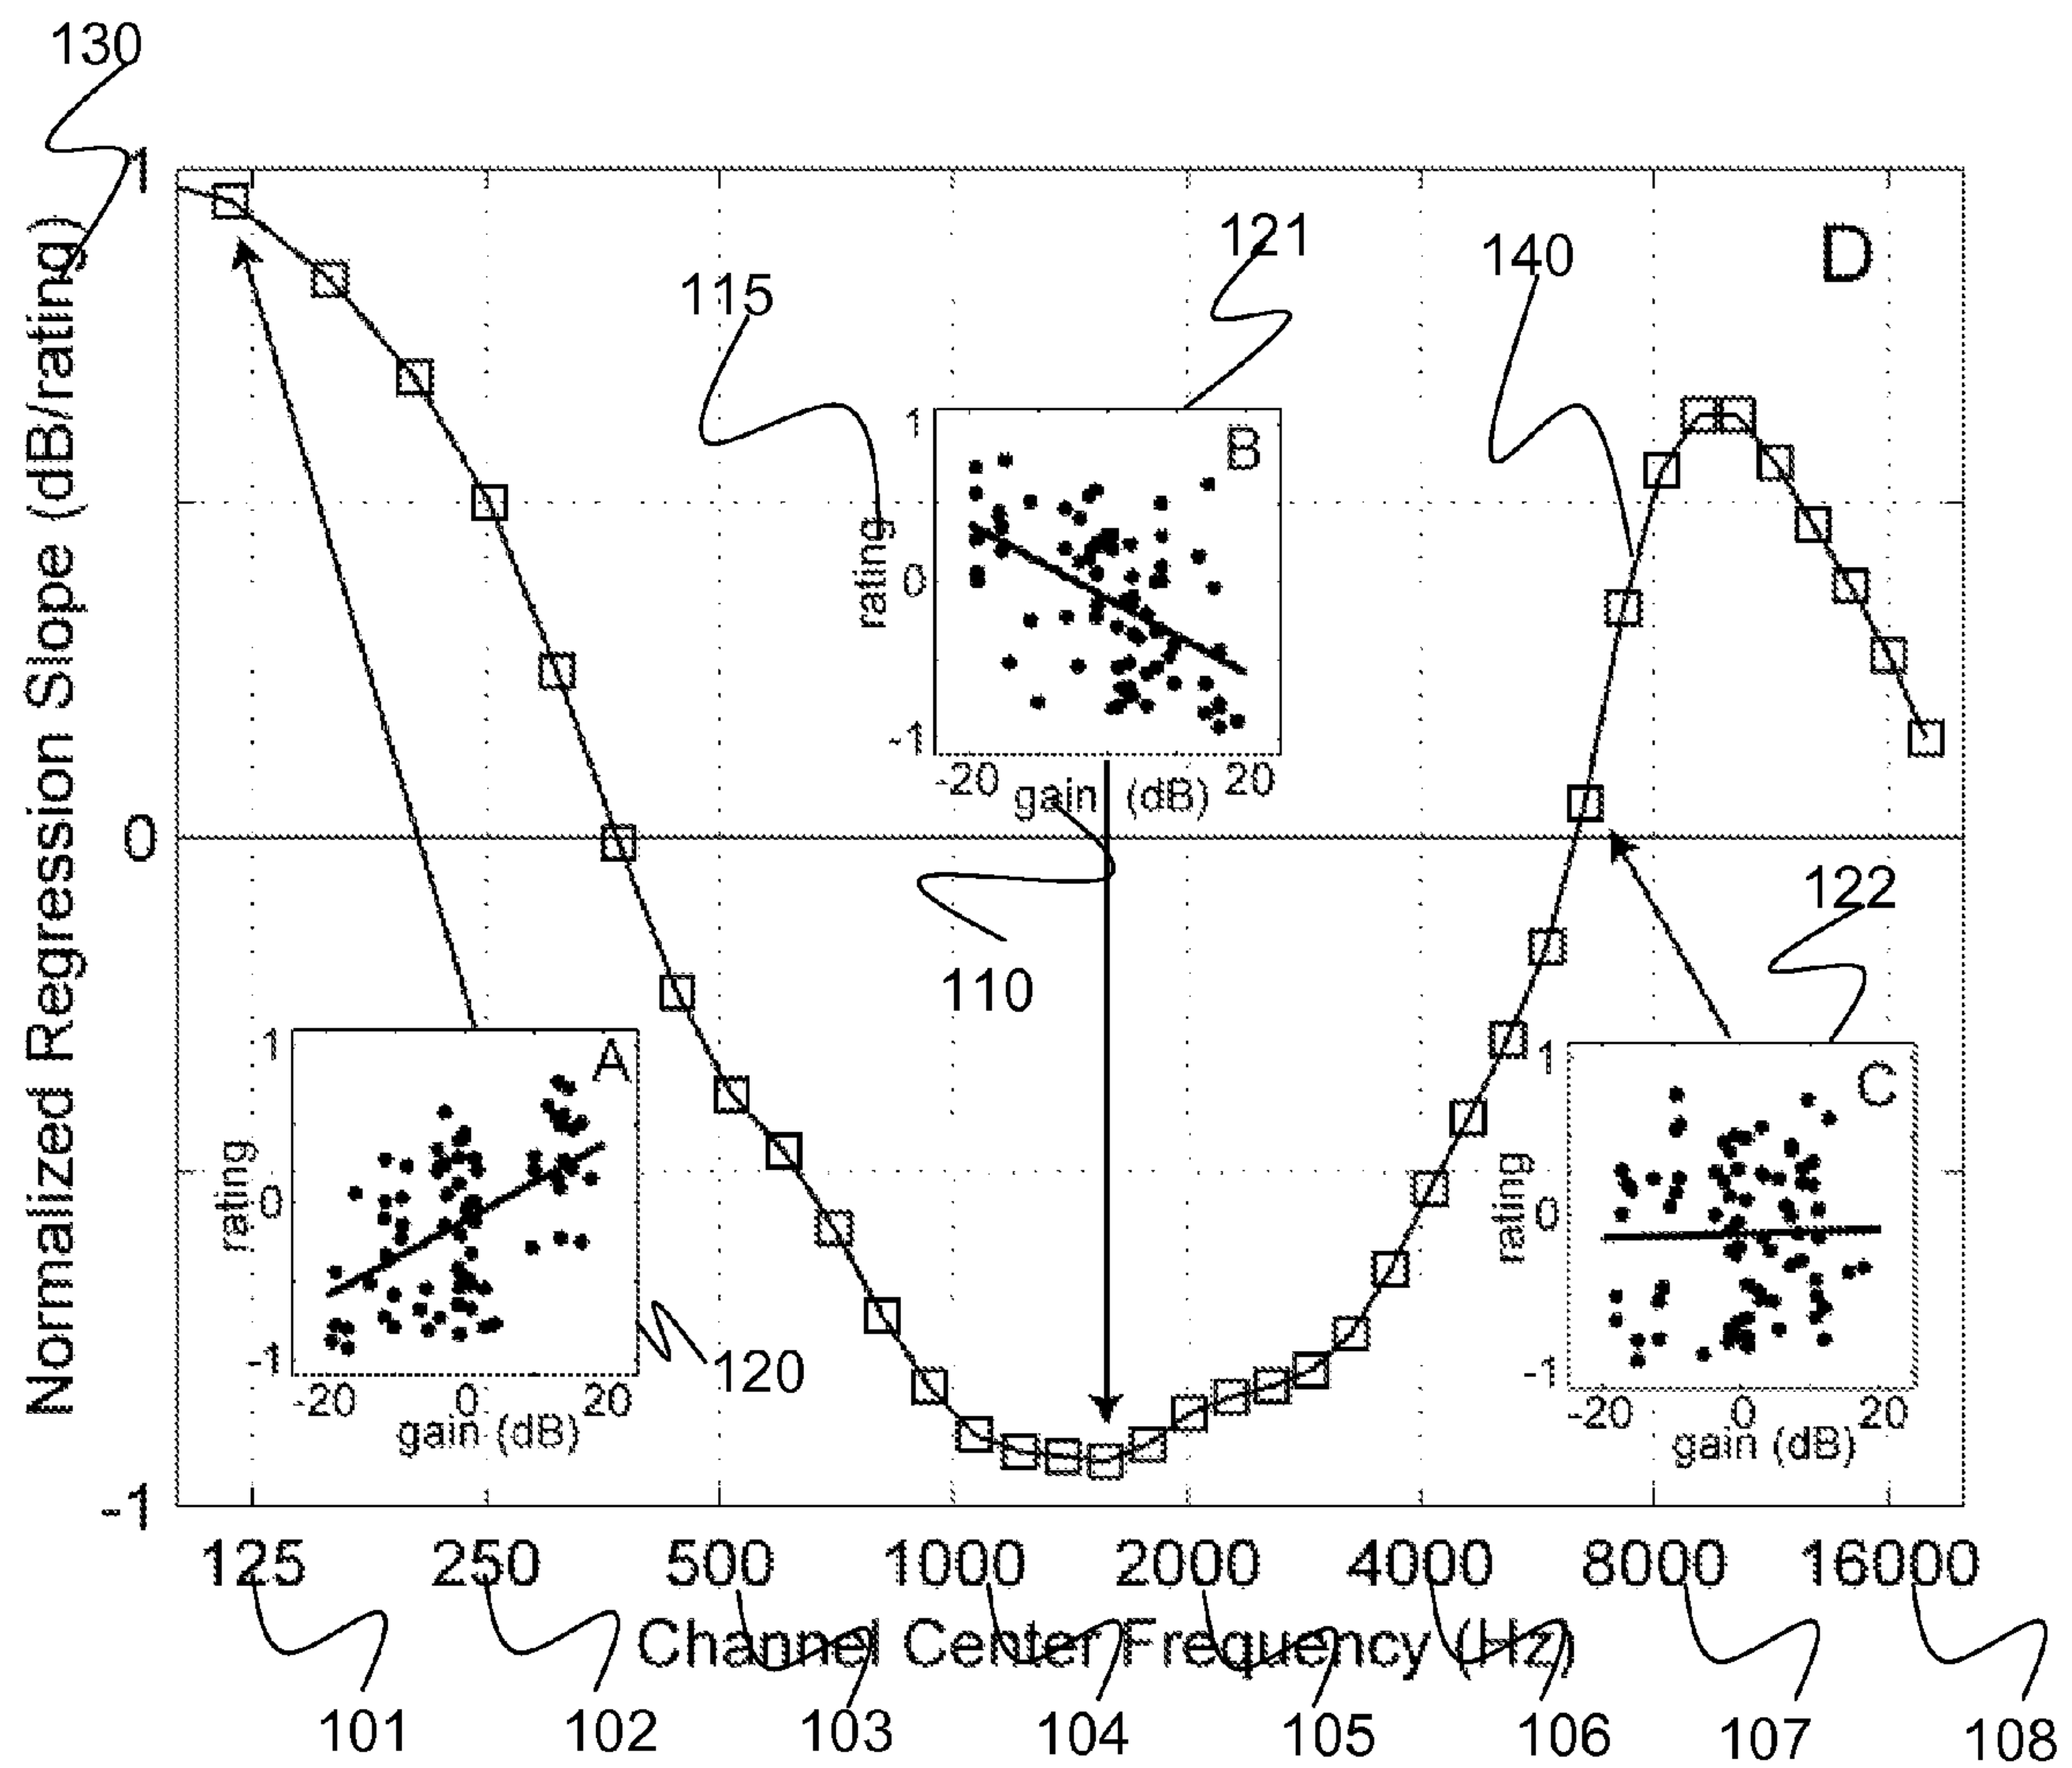 130
1
121
140
D
115
Normalized Regression Slope (dB/rating)
1
B
rating
0
-1
-20
20
gain (dB)
0
122
110
1
A
rating
0
-1
120
-20
0
20
gain (dB)
1
C
rating
0
-1
-20
0
20
gain (dB)
-1
125 250 500 1000 2000 4000 8000 16000
Channel Center Frequency (Hz)
101 102 103 104 105 106 107 108